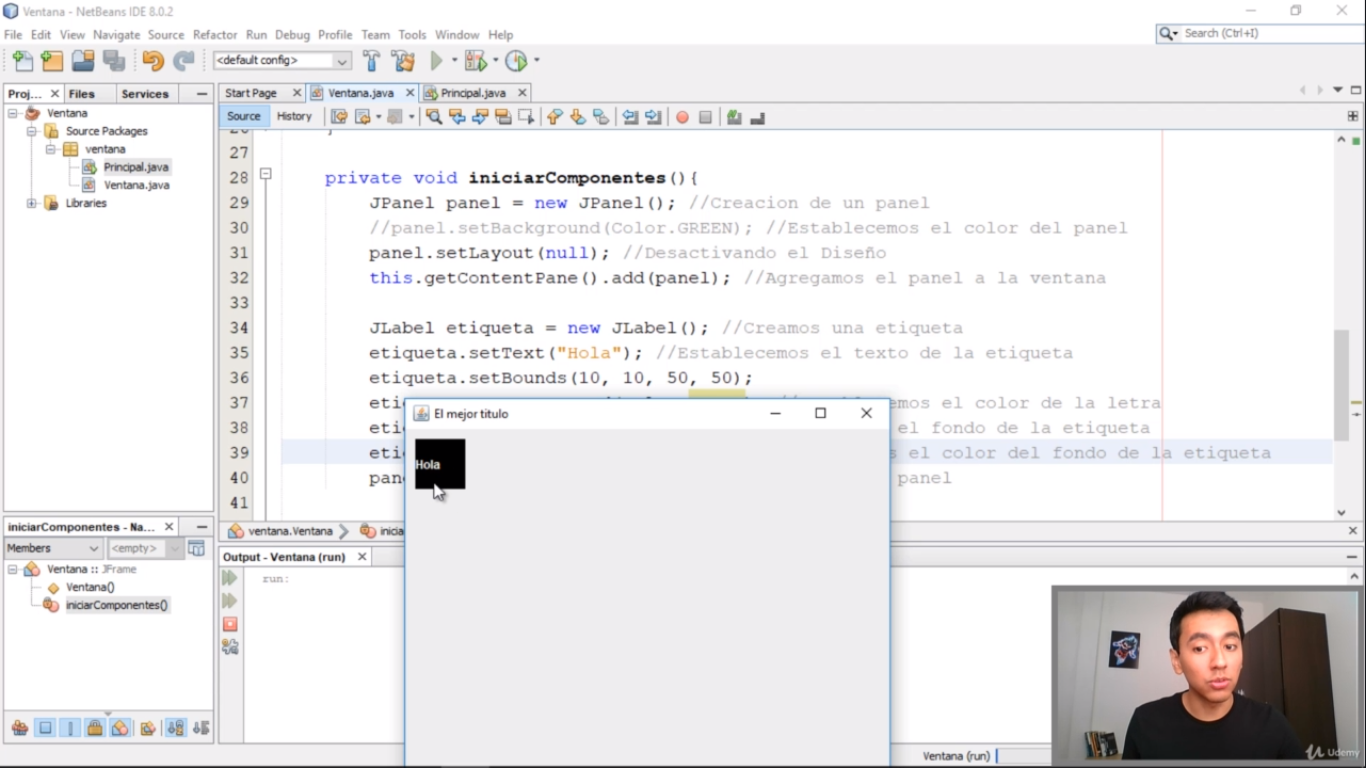 Ventana - NetBeans IDE 8.0.2
File Edit View Navigate Source Refactor Run Debug Profile Team Tools Window Help
Search (Ctrl+I)
<default config>
Proj... Files Services
Start Page Ventana.java Principal.java
Ventana
Source Packages
ventana
Principal.java
Ventana.java
Libraries
Source History
27
28 private void iniciarComponentes(){
29 JPanel panel = new JPanel(); //Creacion de un panel
30 //panel.setBackground(Color.GREEN); //Establecemos el color del panel
31 panel.setLayout(null); //Desactivando el Diseño
32 this.getContentPane().add(panel); //Agregamos el panel a la ventana
33
34 JLabel etiqueta = new JLabel(); //Creamos una etiqueta
35 etiqueta.setText("Hola"); //Establecemos el texto de la etiqueta
36 etiqueta.setBounds(10, 10, 50, 50);
37 eti emos el color de la letra
38 eti el fondo de la etiqueta
39 eti s el color del fondo de la etiqueta
40 pan panel
41
El mejor titulo
Hola
iniciarComponentes - Na...
Members <empty>
Ventana :: JFrame
Ventana()
iniciarComponentes()
ventana.Ventana inicia
Output - Ventana (run)
run:
Ventana (run)
Udemy